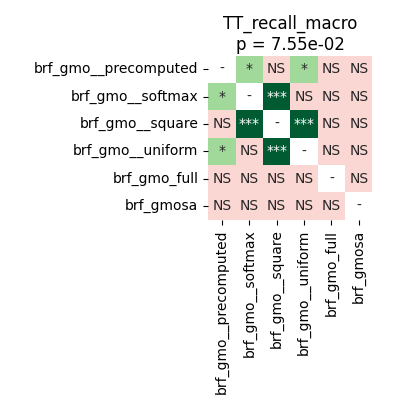 TT_recall_macro
p = 7.55e-02
brf_gmo__precomputed - * NS * NS NS
brf_gmo__softmax * - *** NS NS NS
brf_gmo__square NS *** - *** NS NS
brf_gmo__uniform * NS *** - NS NS
brf_gmo_full NS NS NS NS - NS
brf_gmosa NS NS NS NS NS -
brf_gmo__precomputed
brf_gmo__softmax
brf_gmo__square
brf_gmo__uniform
brf_gmo_full
brf_gmosa